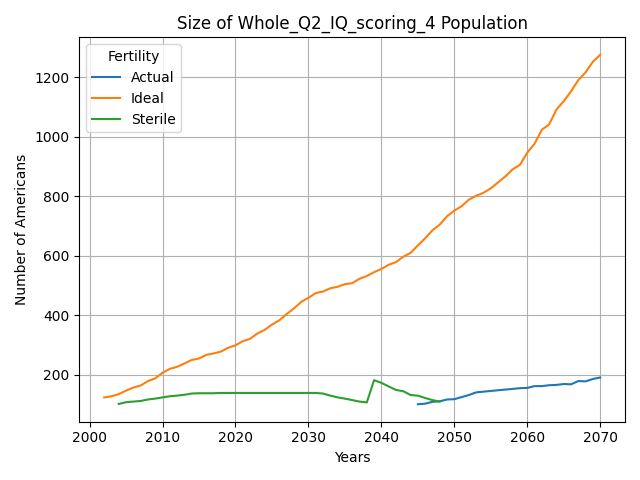 Size of Whole_Q2_IQ_scoring_4 Population
Fertility
Actual
Ideal
Sterile
Number of Americans
1200
1000
800
600
400
200
2000
2010
2020
2030
2040
2050
2060
2070
Years